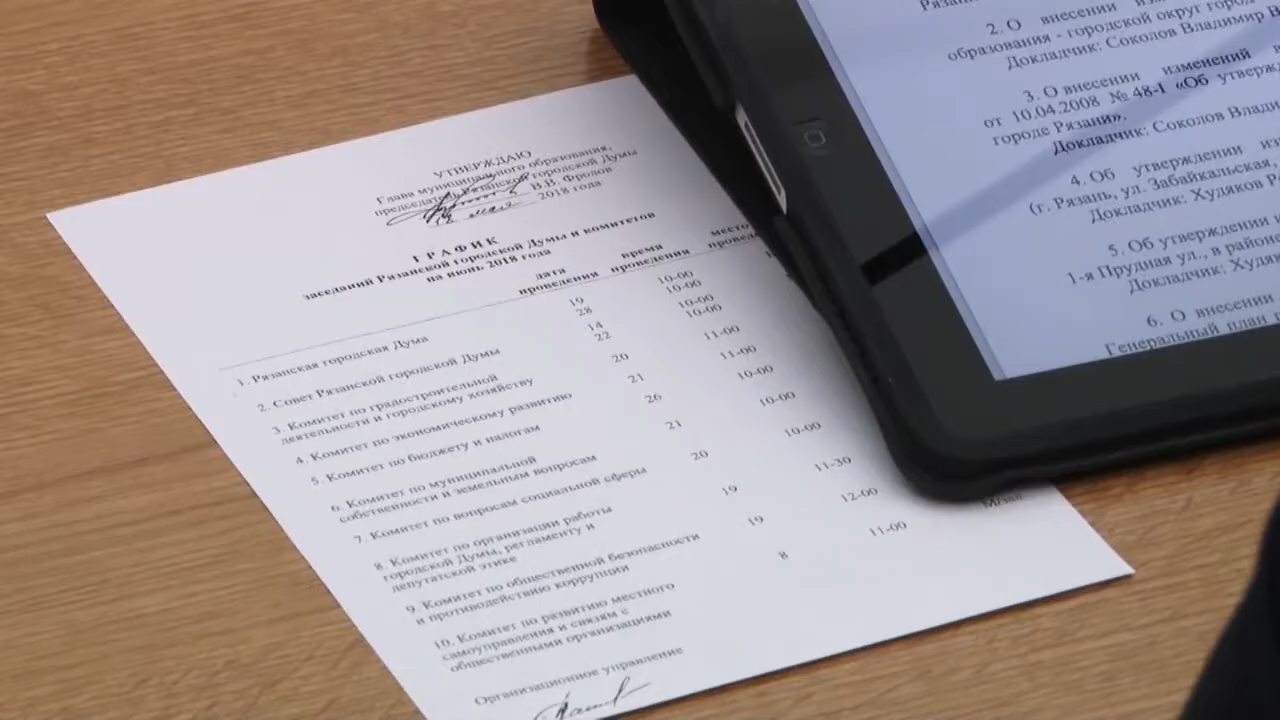 УТВЕРЖДАЮ
Глава муниципального образования,
председатель Рязанской городской Думы
В.В. Фролов
2018 года
ГРАФИК
заседаний Рязанской городской Думы и комитетов
на июнь 2018 года
дата проведения
время проведения
место
1. Рязанская городская Дума
19 10-00
28 10-00
2. Совет Рязанской городской Думы
14 10-00
22 10-00
3. Комитет по градостроительной
деятельности и городскому хозяйству
20 11-00
4. Комитет по экономическому развитию
21 11-00
5. Комитет по бюджету и налогам
26 10-00
6. Комитет по муниципальной
собственности и земельным вопросам
21 10-00
7. Комитет по вопросам социальной сферы
20 10-00
8. Комитет по организации работы
городской Думы, регламенту и
депутатской этике
19 11-30
9. Комитет по общественной безопасности
и противодействию коррупции
19 12-00
10. Комитет по развитию местного
самоуправления и связям с
общественными организациями
8 11-00
Организационное управление
2. О внесении
образования - городской округ город
Докладчик: Соколов Владимир В
3. О внесении изменений в
от 10.04.2008 № 48-I «Об утвержд
городе Рязани».
Докладчик: Соколов Влади
4. Об утверждении из
(г. Рязань, ул. Забайкальская,
Докладчик: Худяков Р
5. Об утверждении
1-я Прудная ул., в районе
Докладчик: Худя
6. О внесении
Генеральный план